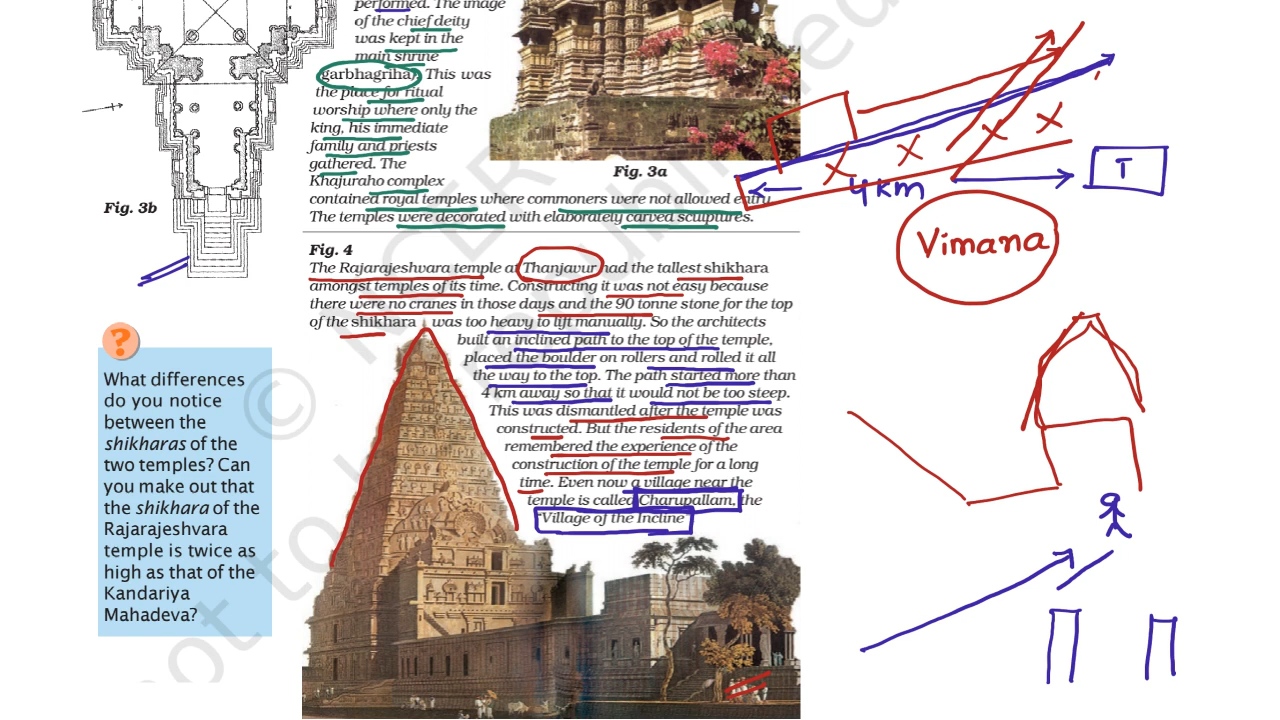 performed. The image
of the chief deity
was kept in the
main shrine
(garbhagriha). This was
the place for ritual
worship where only the
king, his immediate
family and priests
gathered. The
Khajuraho complex
contained royal temples where commoners were not allowed entry.
The temples were decorated with elaborately carved sculptures.
Fig. 3a
Fig. 3b
Fig. 4
The Rajarajeshvara temple at Thanjavur had the tallest shikhara
amongst temples of its time. Constructing it was not easy because
there were no cranes in those days and the 90 tonne stone for the top
of the shikhara was too heavy to lift manually. So the architects
built an inclined path to the top of the temple,
placed the boulder on rollers and rolled it all
the way to the top. The path started more than
4 km away so that it would not be too steep.
This was dismantled after the temple was
constructed. But the residents of the area
remembered the experience of the
construction of the temple for a long
time. Even now a village near the
temple is called Charupallam, the
"Village of the Incline
?
What differences
do you notice
between the
shikharas of the
two temples? Can
you make out that
the shikhara of the
Rajarajeshvara
temple is twice as
high as that of the
Kandariya
Mahadeva?
4 km
T
Vimana